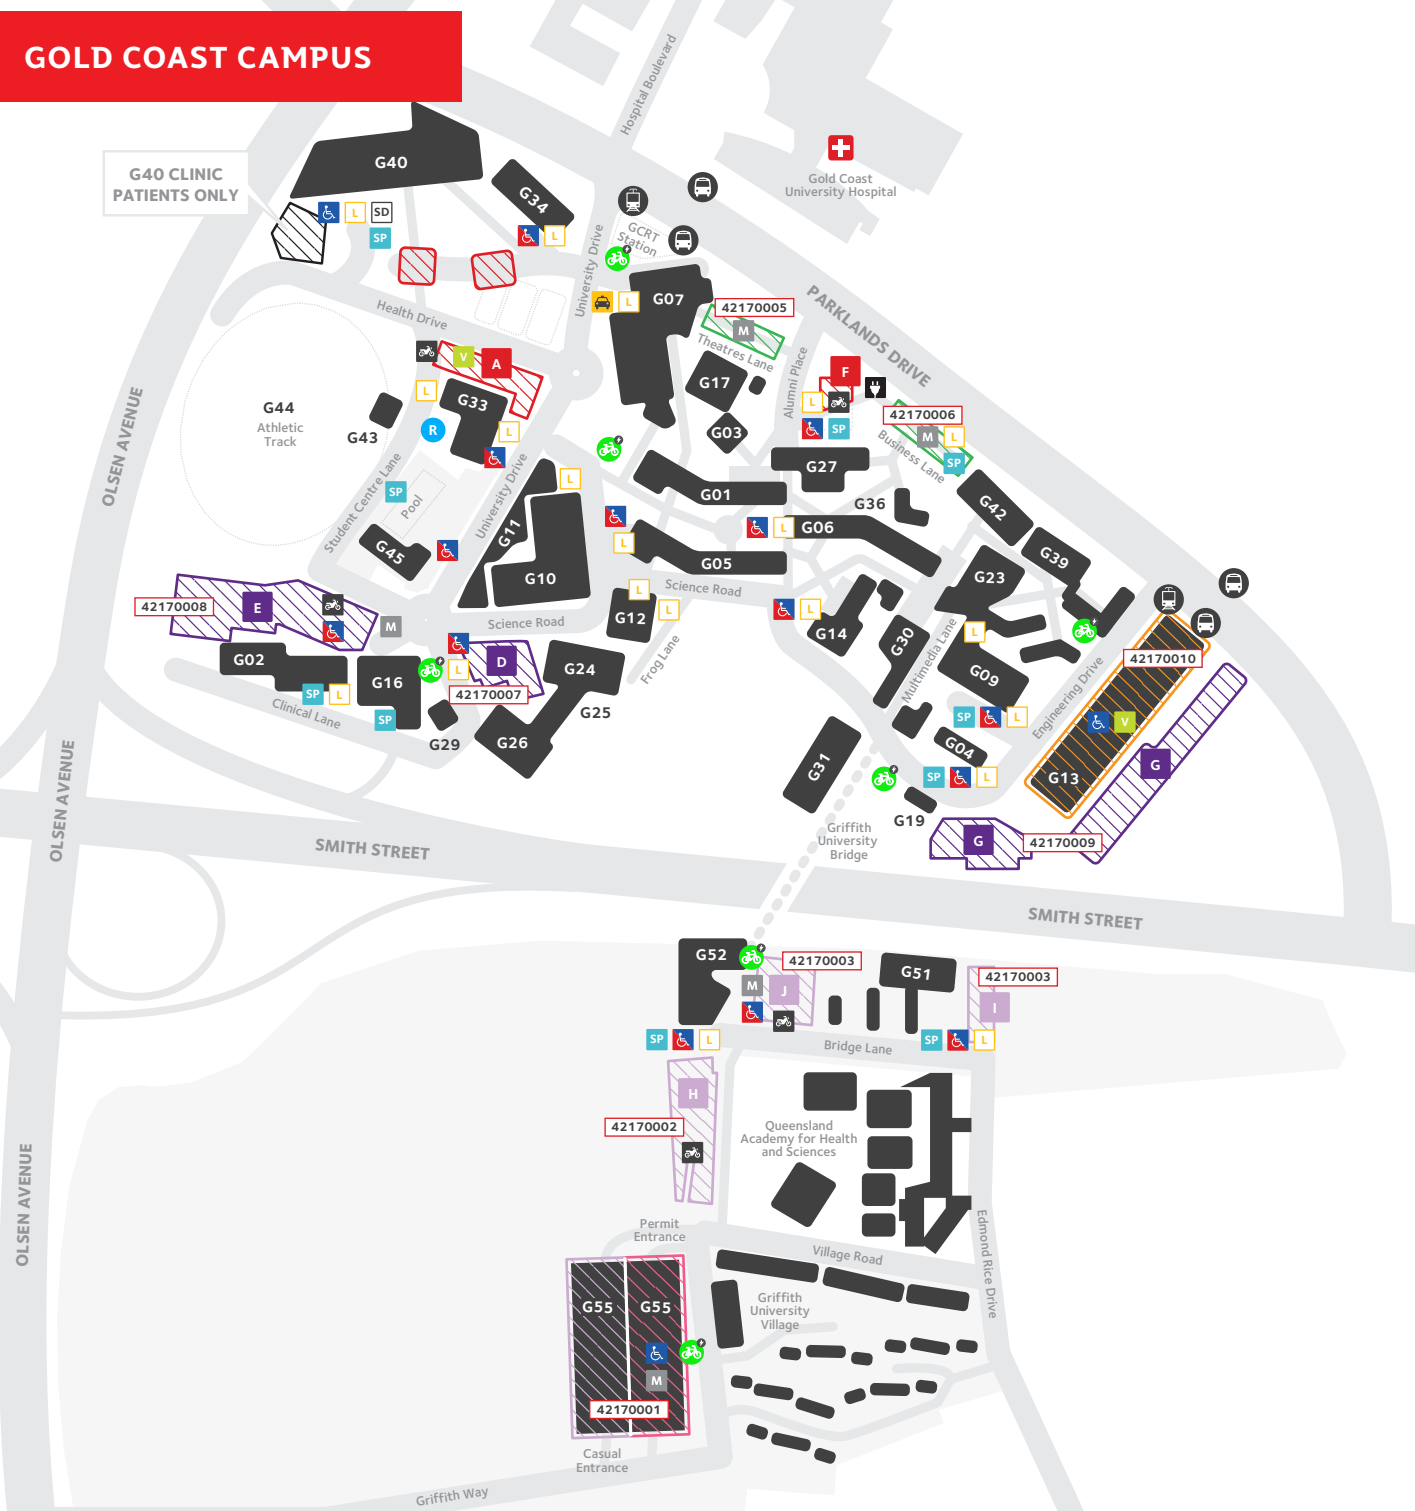 GOLD COAST CAMPUS
Hospital Boulevard
G40
G40 CLINIC
PATIENTS ONLY
Gold Coast
University Hospital
G34
L
SD
SP
L
GCRT
Station
University Drive
L
G07
42170005
M
Theatres Lane
PARKLANDS DRIVE
Health Drive
V
A
G17
Alumni Place
F
L
SP
42170006
M
L
SP
Business Lane
OLSEN AVENUE
G44
Athletic
Track
G43
L
G33
R
L
G03
G27
G01
G36
G42
L
SP
Pool
Student Centre Lane
University Drive
G11
G45
G10
L
G05
L
G06
G39
G23
Science Road
L
G12
L
L
G14
G30
Multimedia Lane
L
G09
42170008
E
M
Science Road
Frog Lane
G02
SP
L
G16
SP
Clinical Lane
L
D
42170007
G24
G25
G26
G29
42170010
V
G13
G
Engineering Drive
SP
L
G04
SP
L
G31
G19
G
42170009
Griffith
University
Bridge
OLSEN AVENUE
SMITH STREET
SMITH STREET
G52
42170003
M
J
G51
42170003
I
SP
L
Bridge Lane
SP
L
H
42170002
Queensland
Academy for Health
and Sciences
OLSEN AVENUE
Permit
Entrance
Village Road
Edmond Rice Drive
G55
G55
Griffith
University
Village
M
42170001
Casual
Entrance
Griffith Way